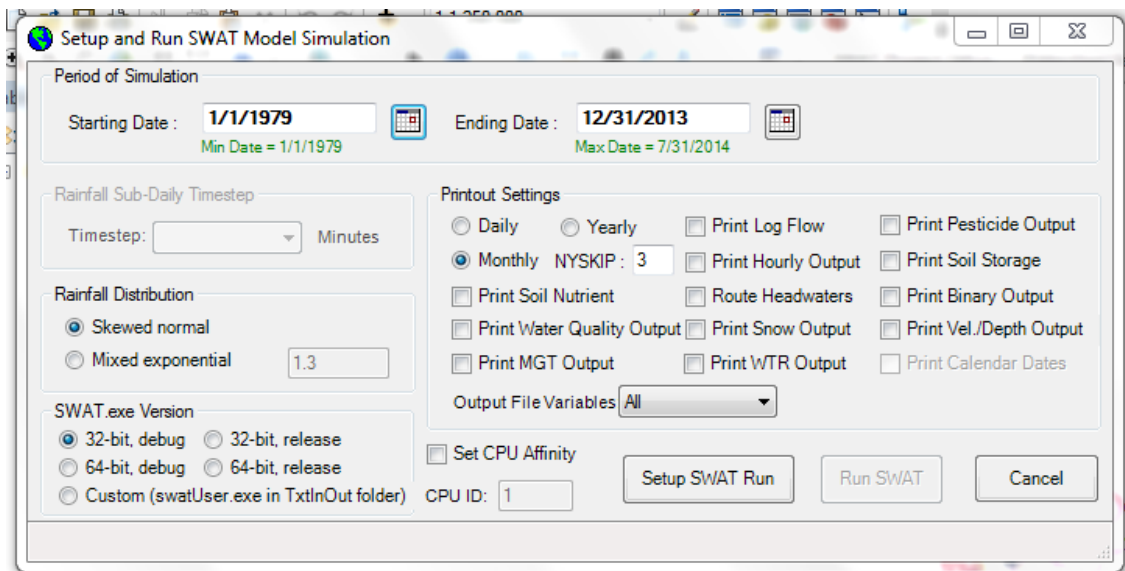 Setup and Run SWAT Model Simulation
Period of Simulation
Starting Date : 1/1/1979 Ending Date : 12/31/2013
Min Date = 1/1/1979 Max Date = 7/31/2014
Rainfall Sub-Daily Timestep
Timestep: Minutes
Rainfall Distribution
Skewed normal
Mixed exponential 1.3
SWAT.exe Version
32-bit, debug 32-bit, release
64-bit, debug 64-bit, release
Custom (swatUser.exe in TxtInOut folder)
Printout Settings
Daily Yearly Print Log Flow Print Pesticide Output
Monthly NYSKIP : 3 Print Hourly Output Print Soil Storage
Print Soil Nutrient Route Headwaters Print Binary Output
Print Water Quality Output Print Snow Output Print Vel./Depth Output
Print MGT Output Print WTR Output Print Calendar Dates
Output File Variables All
Set CPU Affinity
CPU ID: 1
Setup SWAT Run Run SWAT Cancel